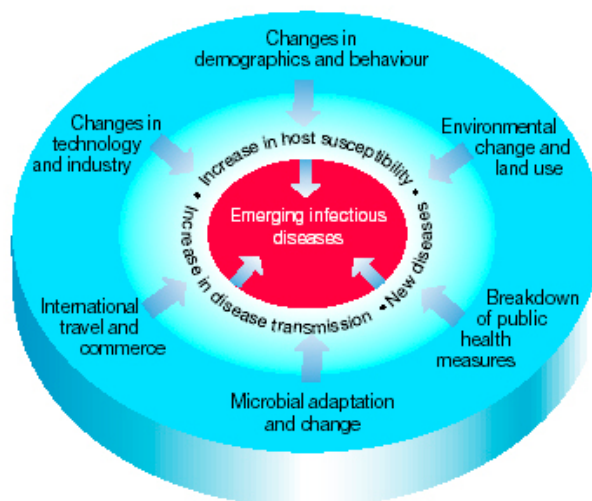 Changes in
demographics and behaviour
Changes in
technology
and industry
Environmental
change and
land use
• Increase in host susceptibility •
Emerging infectious
diseases
New diseases •
Increase in disease transmission
International
travel and
commerce
Breakdown
of public
health
measures
Microbial adaptation
and change